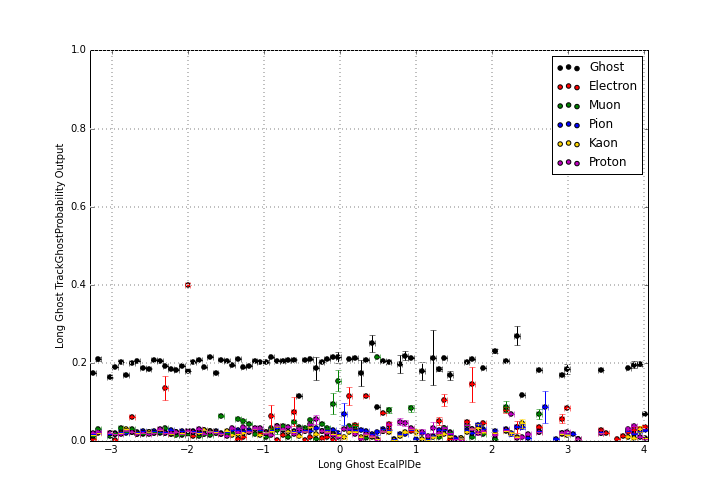 1.0
0.8
0.6
0.4
0.2
0.0
Long Ghost TrackGhostProbability Output
Ghost
Electron
Muon
Pion
Kaon
Proton
−3 −2 −1 0 1 2 3 4
Long Ghost EcalPIDe